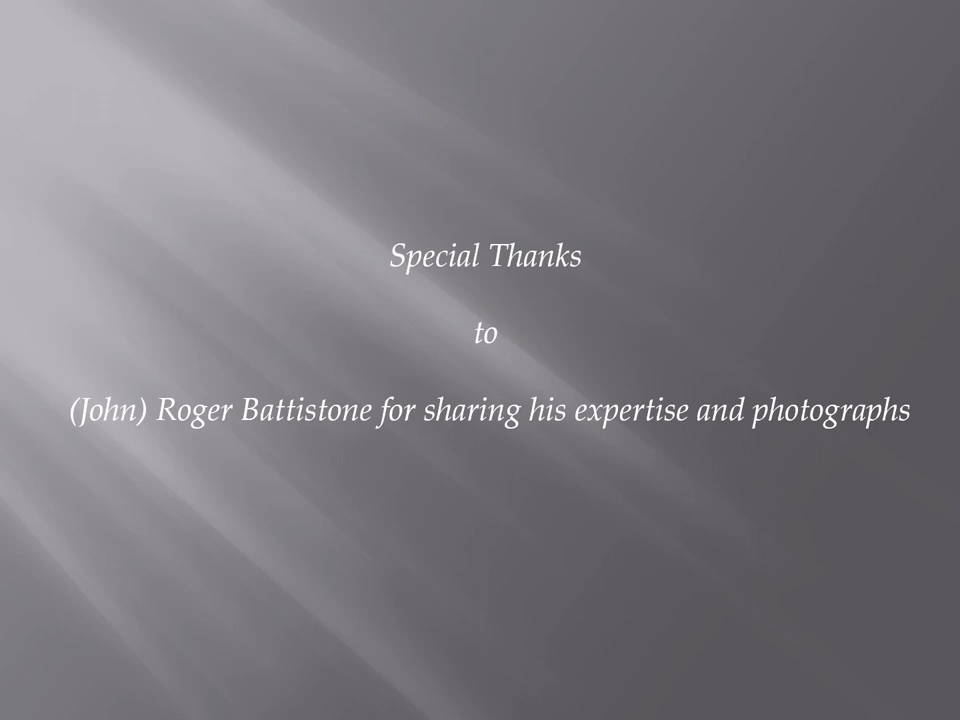 Special Thanks
to
(John) Roger Battistone for sharing his expertise and photographs